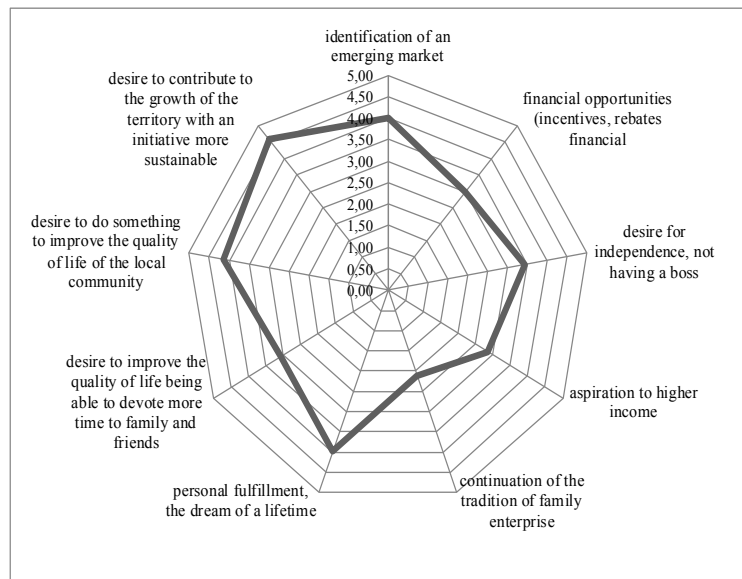 identification of an
emerging market
financial opportunities
(incentives, rebates
financial
desire for
independence, not
having a boss
aspiration to higher
income
continuation of the
tradition of family
enterprise
personal fulfillment,
the dream of a lifetime
desire to improve the
quality of life being
able to devote more
time to family and
friends
desire to do something
to improve the quality
of life of the local
community
desire to contribute to
the growth of the
territory with an
initiative more
sustainable
5,00
4,50
4,00
3,50
3,00
2,50
2,00
1,50
1,00
0,50
0,00